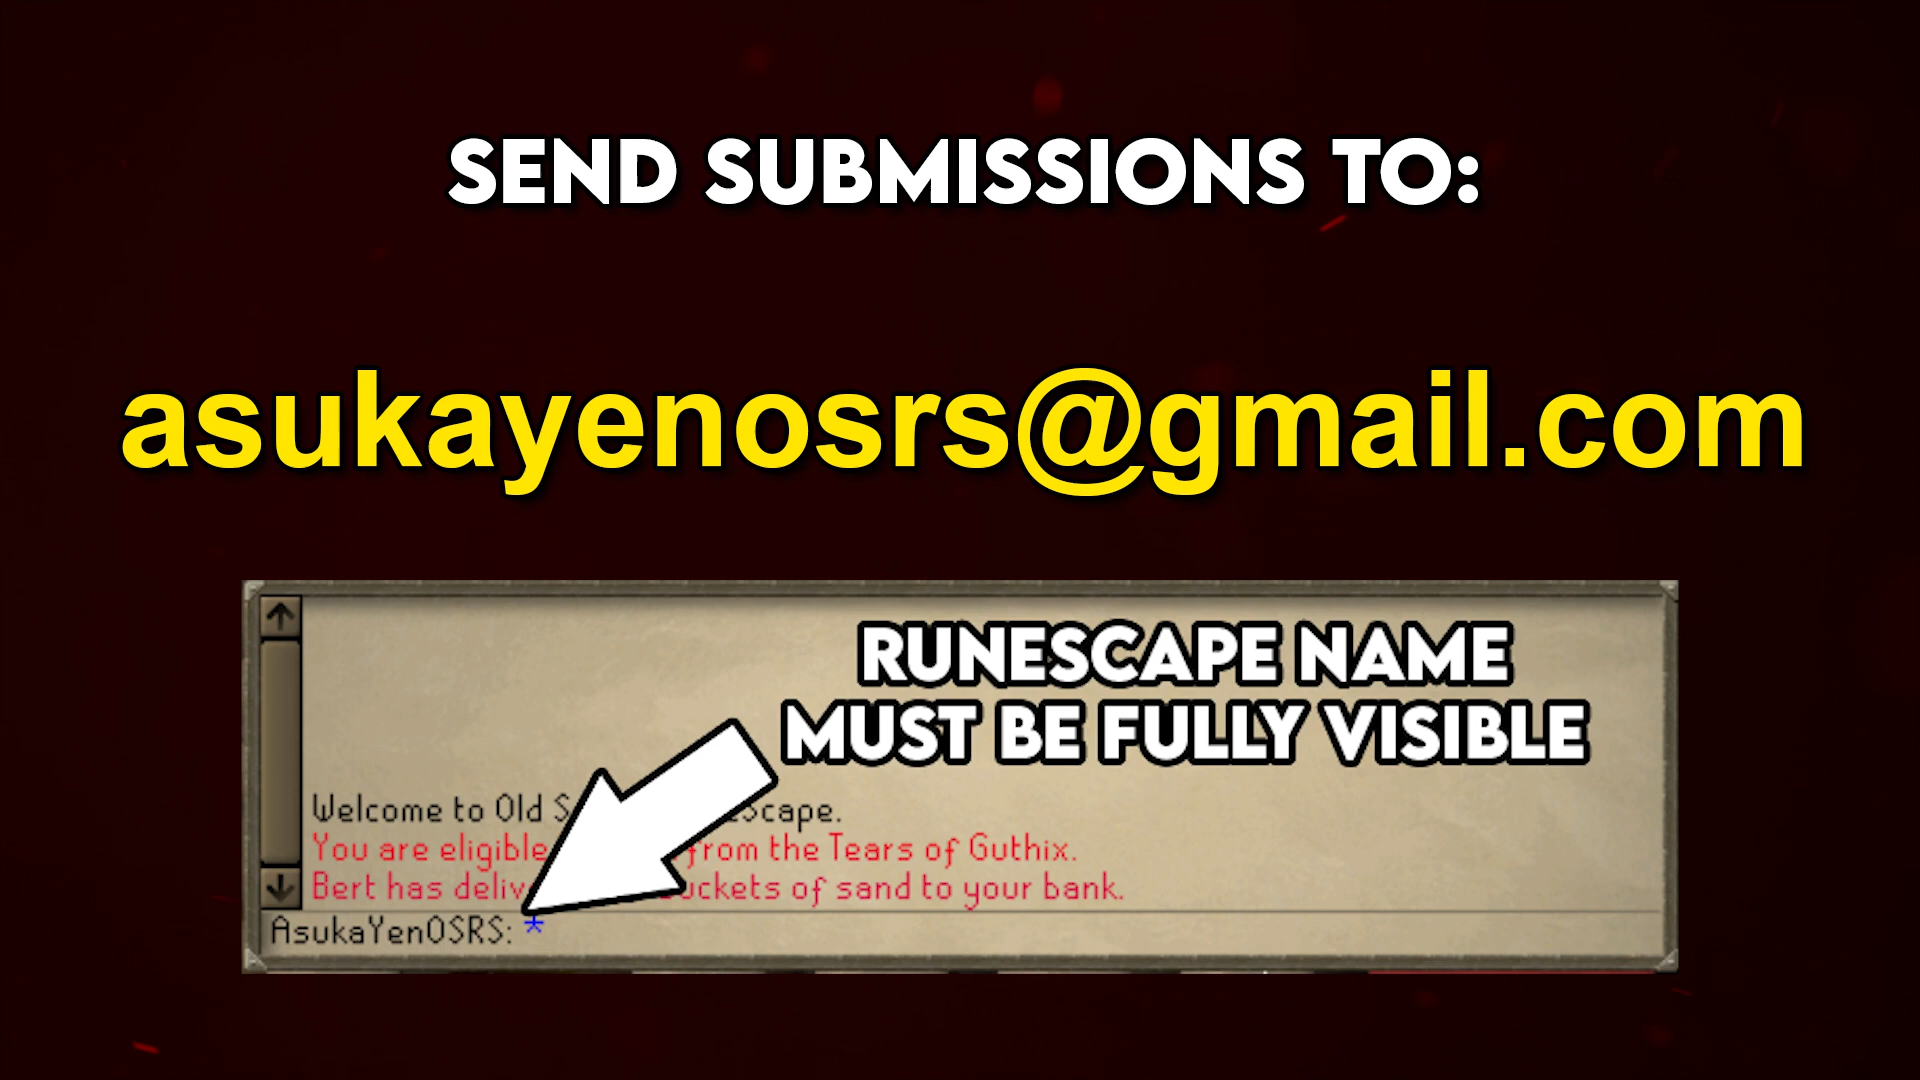 SEND SUBMISSIONS TO:
asukayenosrs@gmail.com
RUNESCAPE NAME
MUST BE FULLY VISIBLE
Welcome to Old
You are eligible from the Tears of Guthix.
Bert has of sand to your bank.
AsukaYenOSRS: *